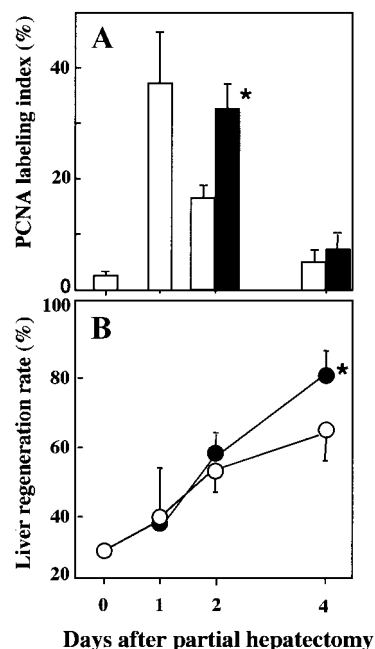 A
PCNA labeling index (%)
40
20
0
*
B
Liver regeneration rate (%)
100
80
60
40
20
*
0 1 2 4
Days after partial hepatectomy